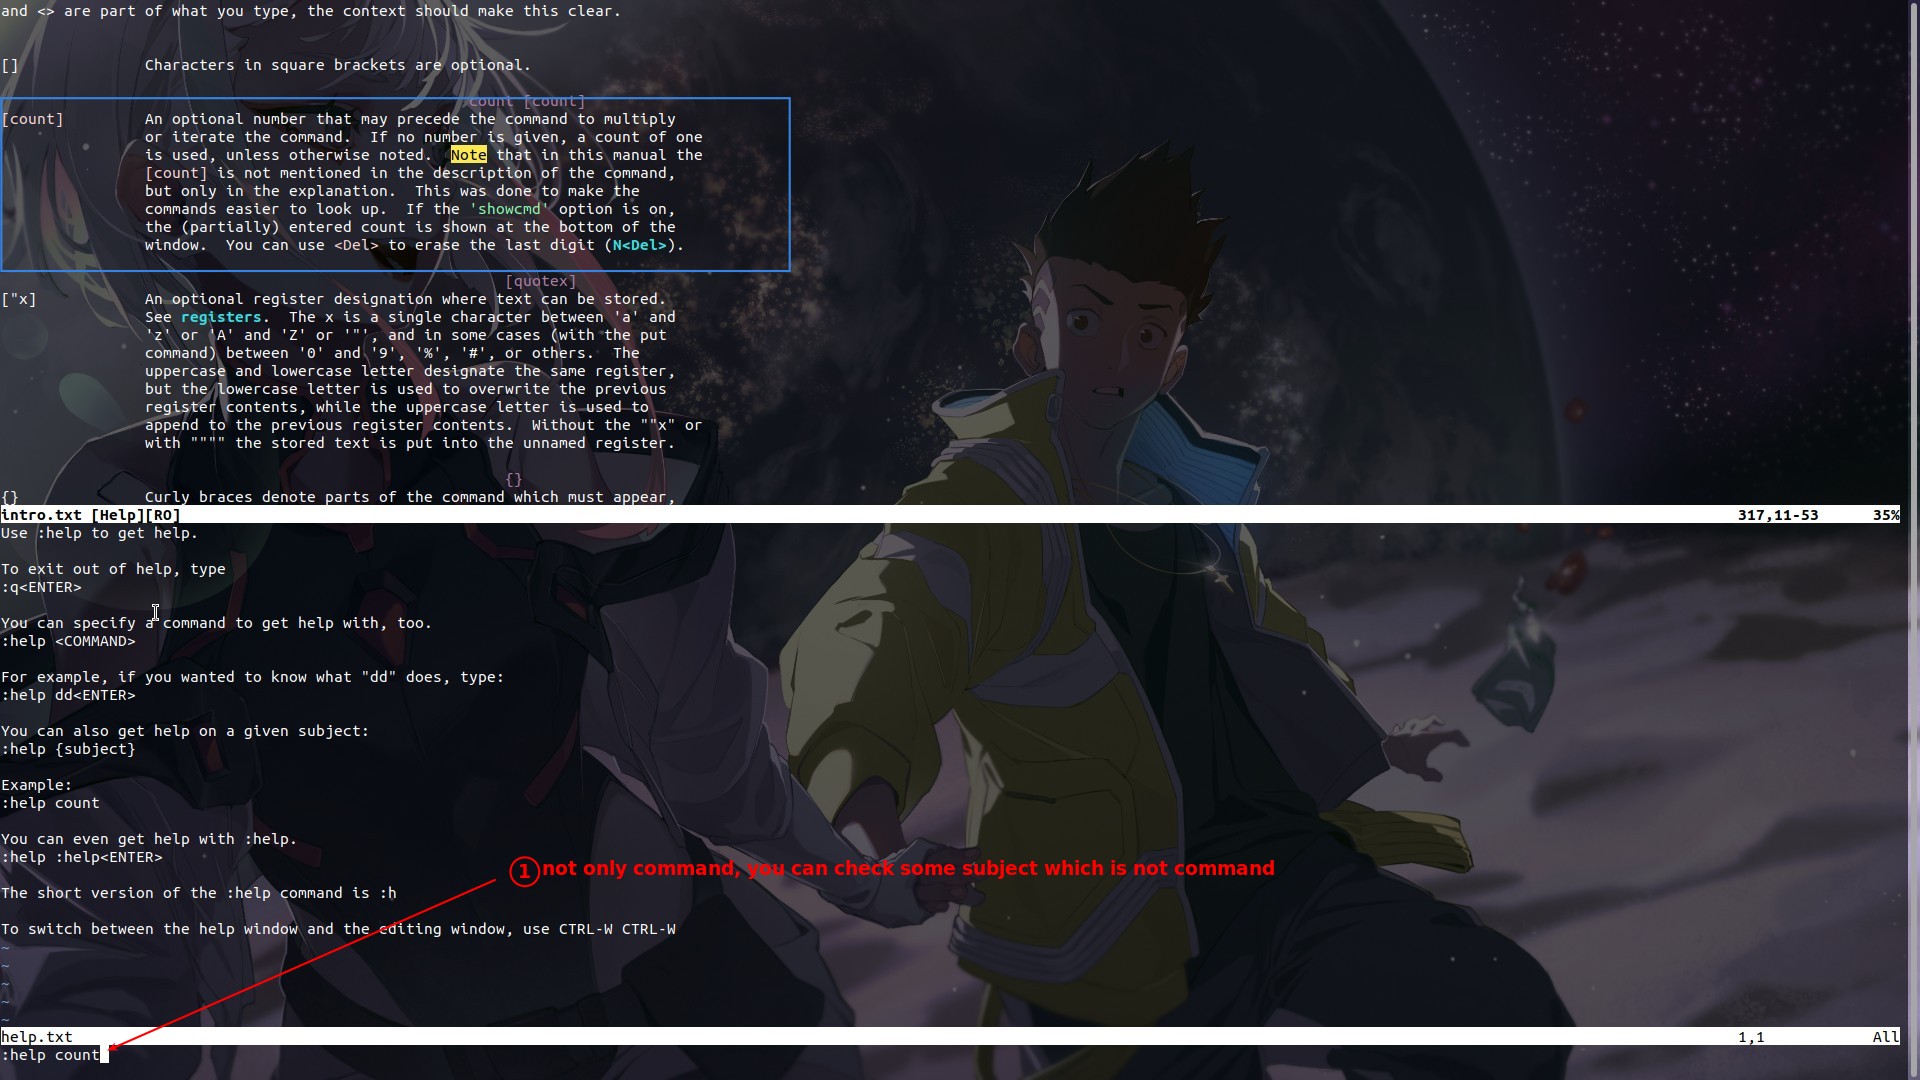 and <> are part of what you type, the context should make this clear.
[] Characters in square brackets are optional.
count [count]
[count] An optional number that may precede the command to multiply
or iterate the command.  If no number is given, a count of one
is used, unless otherwise noted.  Note that in this manual the
[count] is not mentioned in the description of the command,
but only in the explanation.  This was done to make the
commands easier to look up.  If the 'showcmd' option is on,
the (partially) entered count is shown at the bottom of the
window.  You can use <Del> to erase the last digit (N<Del>).
[quotex]
["x] An optional register designation where text can be stored.
See registers.  The x is a single character between 'a' and
'z' or 'A' and 'Z' or '"', and in some cases (with the put
command) between '0' and '9', '%', '#', or others.  The
uppercase and lowercase letter designate the same register,
but the lowercase letter is used to overwrite the previous
register contents, while the uppercase letter is used to
append to the previous register contents.  Without the ""x" or
with """" the stored text is put into the unnamed register.
{}
{} Curly braces denote parts of the command which must appear,
intro.txt [Help][RO] 317,11-53 35%
Use :help to get help.
To exit out of help, type
:q<ENTER>
You can specify a command to get help with, too.
:help <COMMAND>
For example, if you wanted to know what "dd" does, type:
:help dd<ENTER>
You can also get help on a given subject:
:help {subject}
Example:
:help count
You can even get help with :help.
:help :help<ENTER>
1 not only command, you can check some subject which is not command
The short version of the :help command is :h
To switch between the help window and the editing window, use CTRL-W CTRL-W
~
~
~
~
~
help.txt 1,1 All
:help count